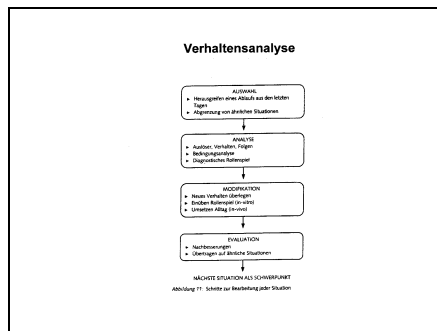 Verhaltensanalyse
AUSWAHL
► Herausgreifen eines Ablaufs aus den letzten
Tagen
► Abgrenzung von ähnlichen Situationen
ANALYSE
► Auslöser, Verhalten, Folgen
► Bedingungsanalyse
► Diagnostisches Rollenspiel
MODIFIKATION
► Neues Verhalten überlegen
► Einüben Rollenspiel (in-vitro)
► Umsetzen Alltag (in-vivo)
EVALUATION
► Nachbesserungen
► Übertragen auf ähnliche Situationen
NÄCHSTE SITUATION ALS SCHWERPUNKT
Abbildung 11: Schritte zur Bearbeitung jeder Situation